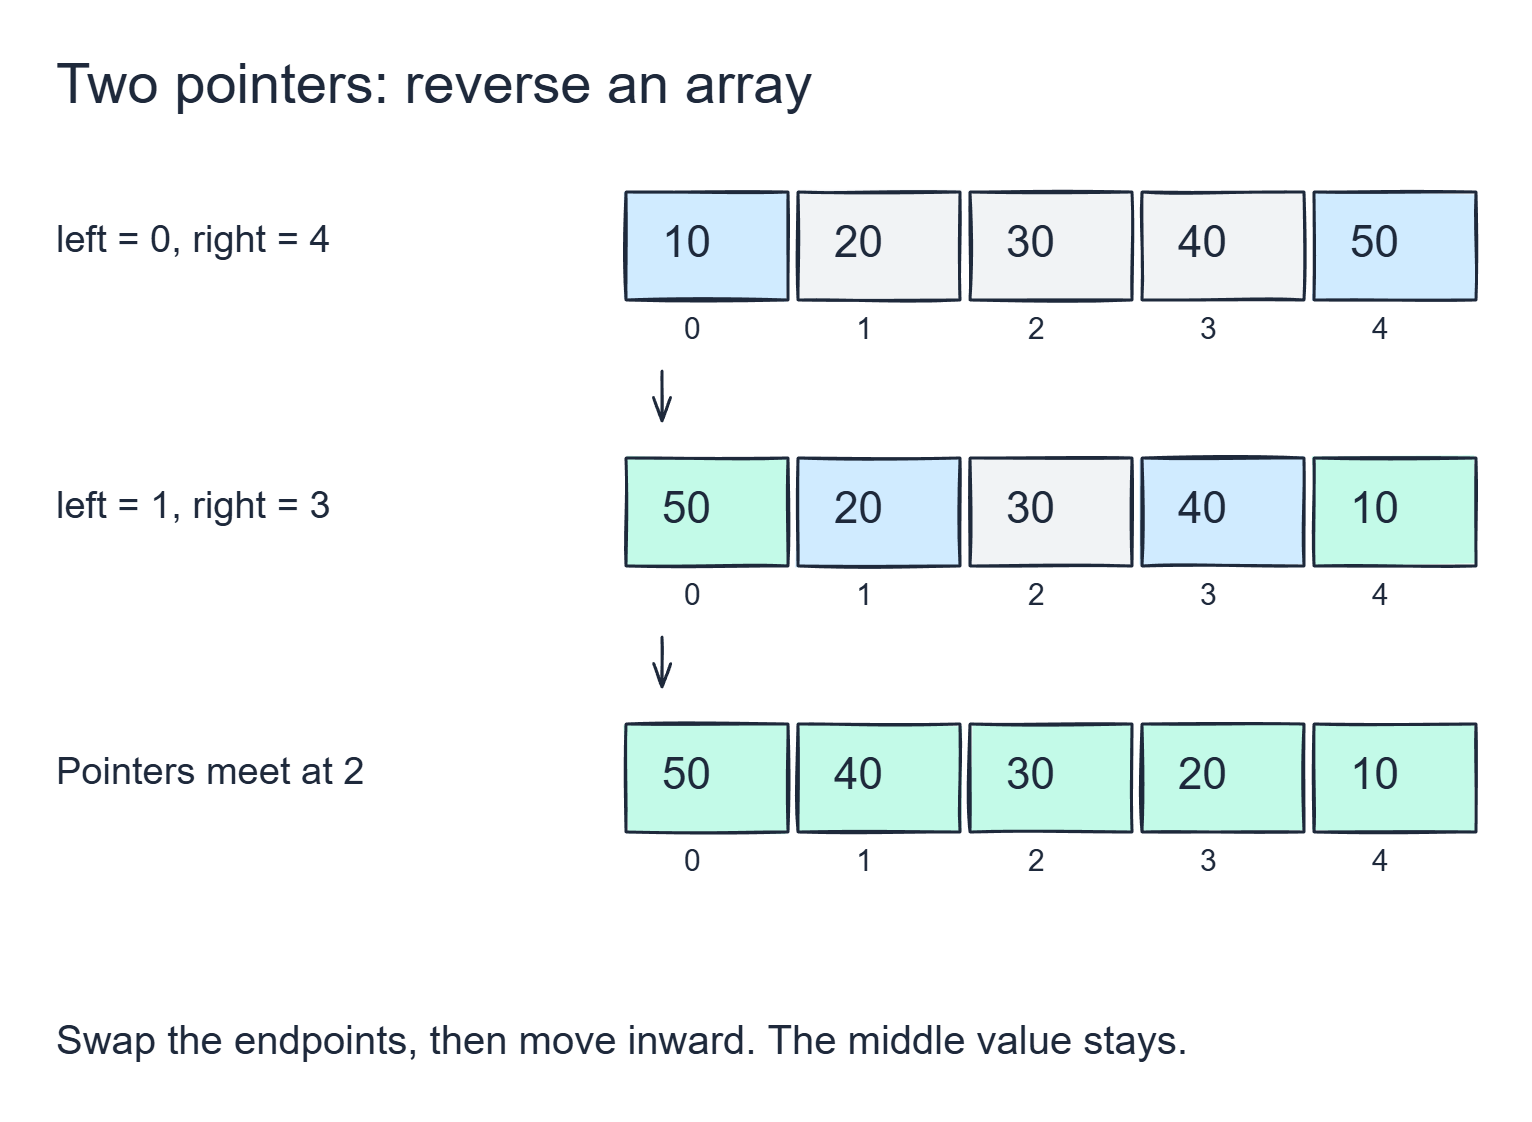 Two pointers: reverse an array
left = 0, right = 4
10 20 30 40 50
0 1 2 3 4
left = 1, right = 3
50 20 30 40 10
0 1 2 3 4
Pointers meet at 2
50 40 30 20 10
0 1 2 3 4
Swap the endpoints, then move inward. The middle value stays.